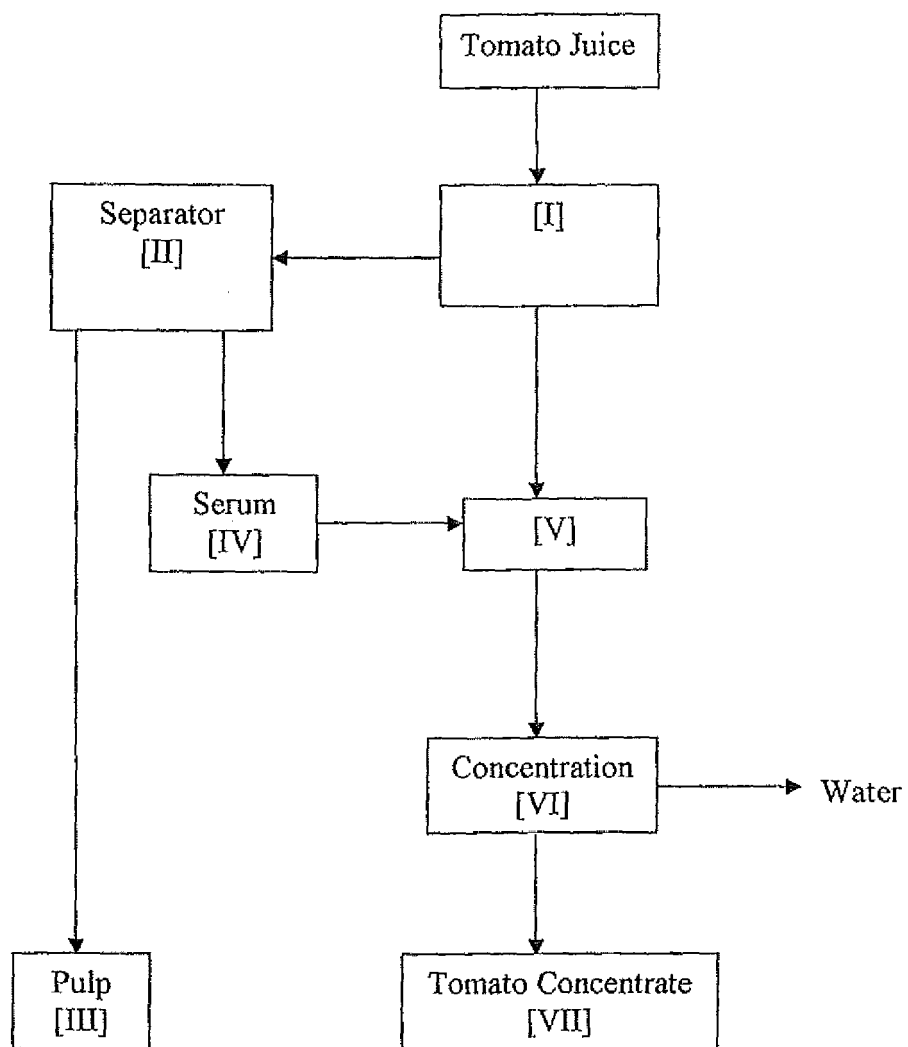 Tomato Juice
Separator
[II]
[I]
Serum
[IV]
[V]
Concentration
[VI]
Water
Pulp
[III]
Tomato Concentrate
[VII]